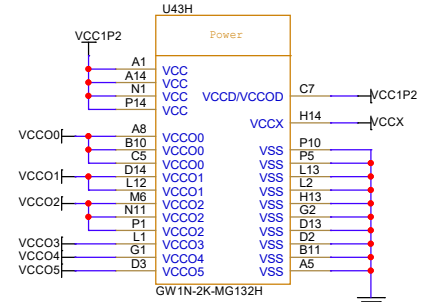 U43H
VCC1P2
Power
A1 VCC
A14 VCC
N1 VCC
P14 VCC
VCCD/VCCOD C7 VCC1P2
VCCX H14 VCCX
VCCO0 A8 VCCO0
B10 VCCO0
C5 VCCO0
VCCO1 D14 VCCO1
L12 VCCO1
VCCO2 M6 VCCO2
N11 VCCO2
P1 VCCO2
VCCO3 L1 VCCO3
VCCO4 G1 VCCO4
VCCO5 D3 VCCO5
VSS P10
VSS P5
VSS L13
VSS L2
VSS H13
VSS G2
VSS D13
VSS D2
VSS B11
VSS A5
GW1N-2K-MG132H